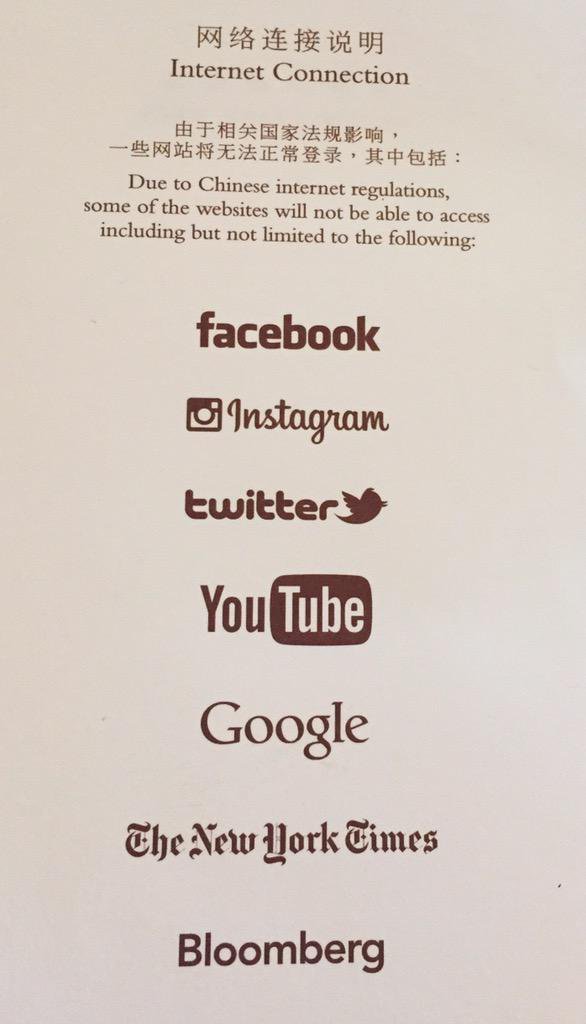 网络连接说明
Internet Connection
由于相关国家法规影响，
一些网站将无法正常登录，其中包括：
Due to Chinese internet regulations,
some of the websites will not be able to access
including but not limited to the following:
facebook
Instagram
twitter
YouTube
Google
The New York Times
Bloomberg